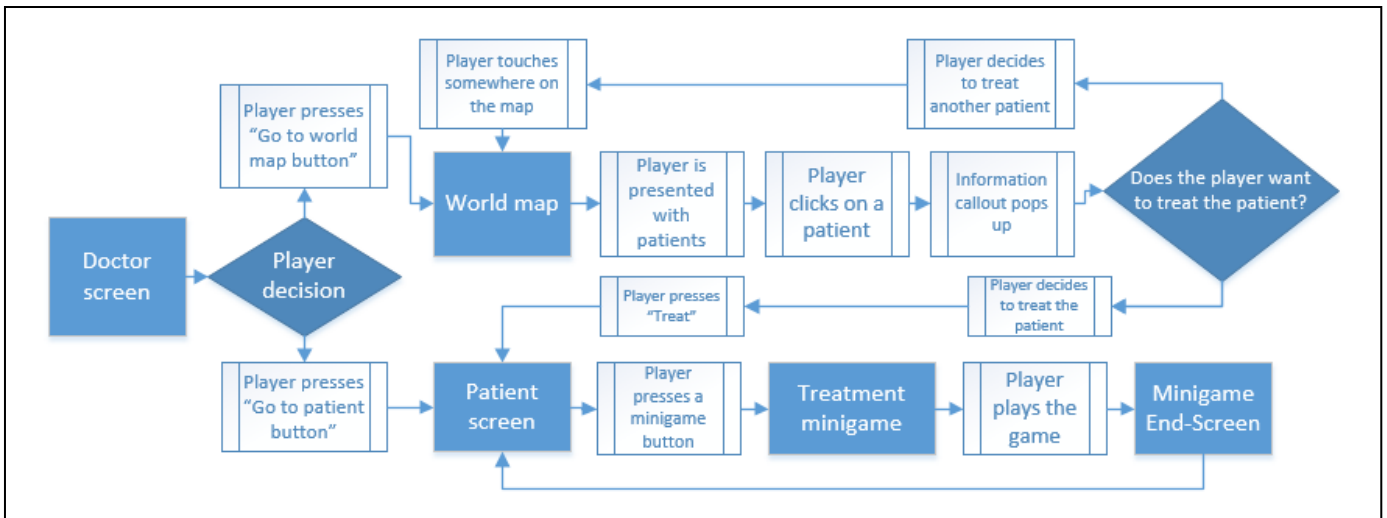 Player touches
somewhere on
the map
Player decides
to treat
another patient
Player presses
“Go to world
map button”
World map
Player is
presented
with
patients
Player
clicks on a
patient
Information
callout pops
up
Does the player want
to treat the patient?
Doctor
screen
Player
decision
Player presses
“Treat”
Player decides
to treat the
patient
Player presses
“Go to patient
button”
Patient
screen
Player
presses a
minigame
button
Treatment
minigame
Player
plays the
game
Minigame
End-Screen